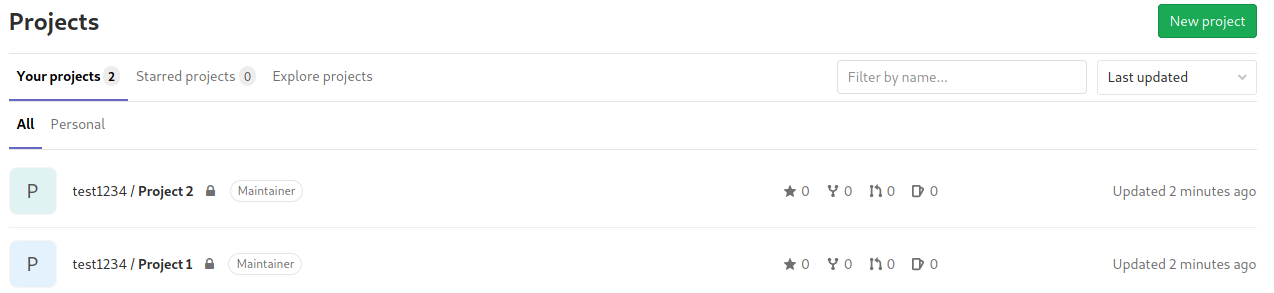 Projects New project
Your projects 2 Starred projects 0 Explore projects Filter by name... Last updated
All Personal
P test1234 / Project 2 Maintainer 0 0 0 0 Updated 2 minutes ago
P test1234 / Project 1 Maintainer 0 0 0 0 Updated 2 minutes ago